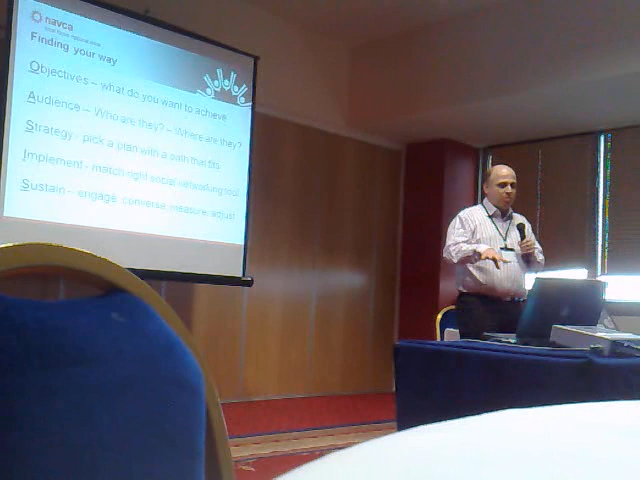 navca
Finding your way
Objectives – what do you want to achieve
Audience – Who are they? – Where are they?
Strategy - pick a plan with a path that fits
Implement - match right social networking tool
Sustain - engage, converse, measure, adjust